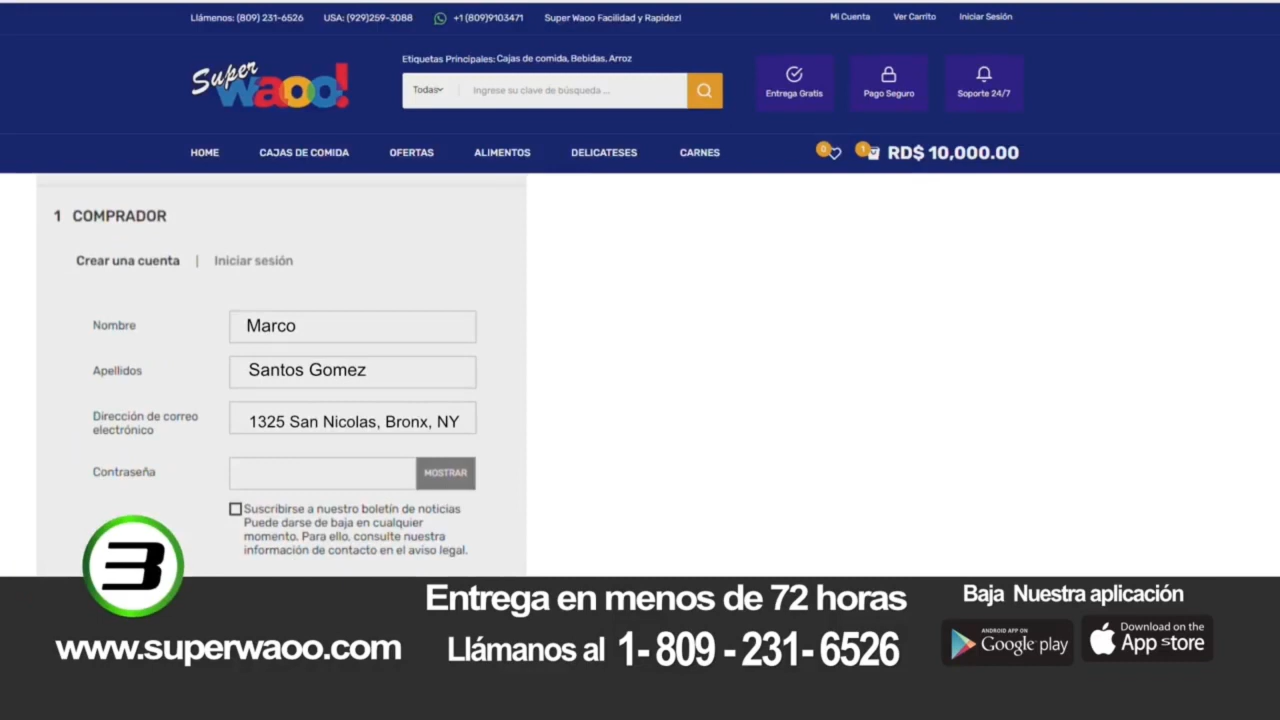 Llámenos: (809) 231-6526 USA: (929)259-3088 +1 (809)9103471 Super Waoo Facilidad y Rapidez! Mi Cuenta Ver Carrito Iniciar Sesión
Etiquetas Principales: Cajas de comida, Bebidas, Arroz
Super Waoo!
Todas Ingrese su clave de búsqueda ...
Entrega Gratis Pago Seguro Soporte 24/7
HOME CAJAS DE COMIDA OFERTAS ALIMENTOS DELICATESES CARNES 0 1 RD$ 10,000.00
1 COMPRADOR
Crear una cuenta | Iniciar sesión
Nombre Marco
Apellidos Santos Gomez
Dirección de correo
electrónico
1325 San Nicolas, Bronx, NY
Contraseña MOSTRAR
Suscribirse a nuestro boletín de noticias
Puede darse de baja en cualquier
momento. Para ello, consulte nuestra
información de contacto en el aviso legal.
3
www.superwaoo.com
Entrega en menos de 72 horas
Llámanos al 1-809-231-6526
Baja Nuestra aplicación
ANDROID APP ON
Google play
Download on the
App store